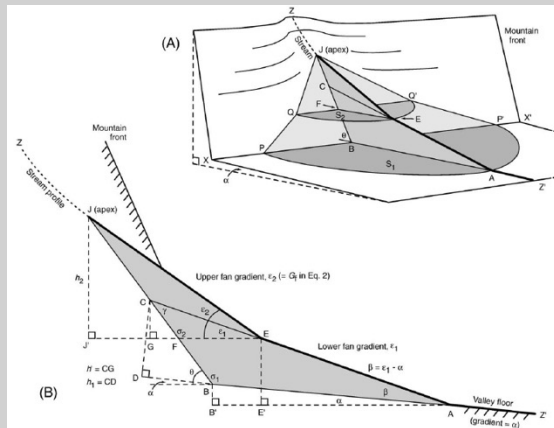 Z
(A)
J (apex)
Stream
Mountain
front
C
Q'
F
E
Q
S2
P
P'
X'
θ
B
X
S1
α
A
Z'
Z
Mountain
front
Stream profile
J (apex)
Upper fan gradient, ε2 (= Gf in Eq. 2)
h2
C
γ
ε2
σ2
ε1
E
J'
G
F
Lower fan gradient, ε1
h' = CG
h1 = CD
β = ε1 - α
D
θ
σ1
α
B
(B)
α
β
Valley floor
B'
E'
A
Z'
(gradient = α)